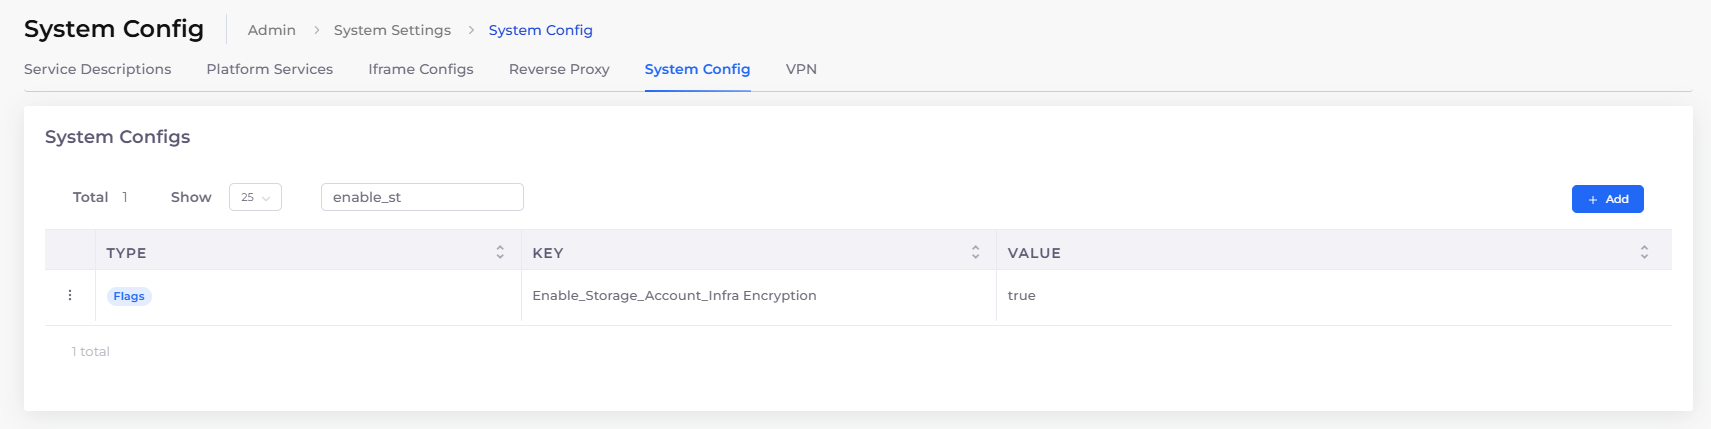 System Config Admin System Settings System Config
Service Descriptions Platform Services Iframe Configs Reverse Proxy System Config VPN
System Configs
Total 1 Show 25 enable_st + Add
TYPE KEY VALUE
Flags Enable_Storage_Account_Infra Encryption true
1 total